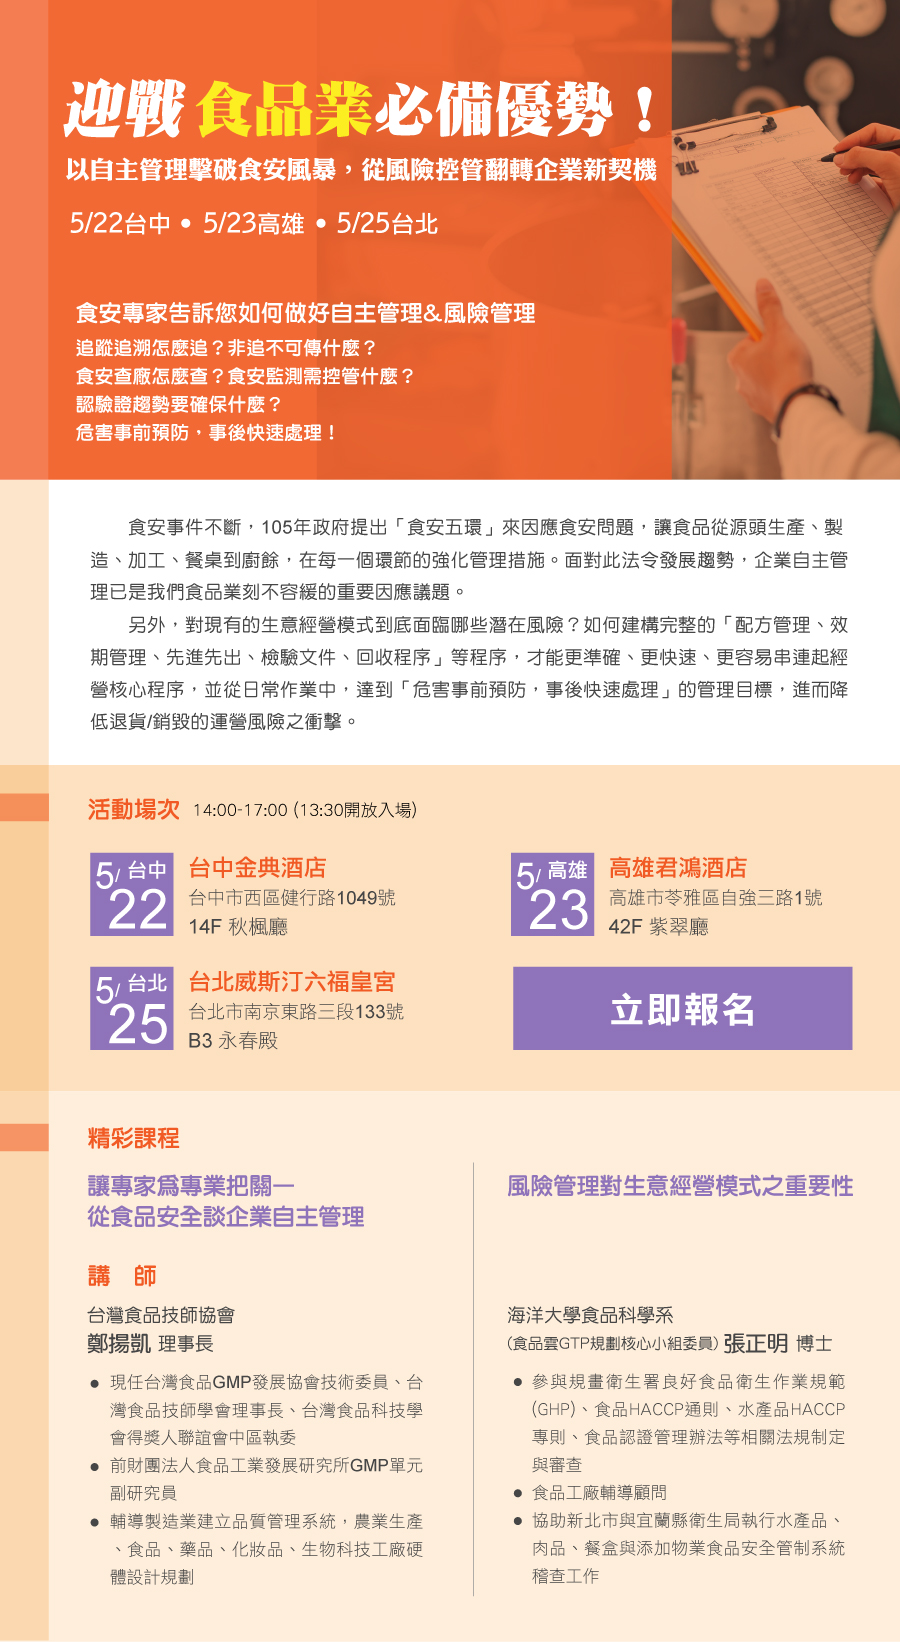 迎戰 食品業必備優勢！
以自主管理擊破食安風暴，從風險控管翻轉企業新契機
5/22台中 • 5/23高雄 • 5/25台北
食安專家告訴您如何做好自主管理&風險管理
追蹤追溯怎麼追？非追不可傳什麼？
食安查廠怎麼查？食安監測需控管什麼？
認驗證趨勢要確保什麼？
危害事前預防，事後快速處理！
食安事件不斷，105年政府提出「食安五環」來因應食安問題，讓食品從源頭生產、製
造、加工、餐桌到廚餘，在每一個環節的強化管理措施。面對此法令發展趨勢，企業自主管
理已是我們食品業刻不容緩的重要因應議題。
另外，對現有的生意經營模式到底面臨哪些潛在風險？如何建構完整的「配方管理、效
期管理、先進先出、檢驗文件、回收程序」等程序，才能更準確、更快速、更容易串連起經
營核心程序，並從日常作業中，達到「危害事前預防，事後快速處理」的管理目標，進而降
低退貨/銷毀的運營風險之衝擊。
活動場次 14:00-17:00 (13:30開放入場)
5/ 台中
22
台中金典酒店
台中市西區健行路1049號
14F 秋楓廳
5/ 高雄
23
高雄君鴻酒店
高雄市苓雅區自強三路1號
42F 紫翠廳
5/ 台北
25
台北威斯汀六福皇宮
台北市南京東路三段133號
B3 永春殿
立即報名
精彩課程
讓專家為專業把關—
從食品安全談企業自主管理
講 師
台灣食品技師協會
鄭揚凱 理事長
● 現任台灣食品GMP發展協會技術委員、台
灣食品技師學會理事長、台灣食品科技學
會得獎人聯誼會中區執委
● 前財團法人食品工業發展研究所GMP單元
副研究員
● 輔導製造業建立品質管理系統，農業生產
、食品、藥品、化妝品、生物科技工廠硬
體設計規劃
風險管理對生意經營模式之重要性
海洋大學食品科學系
(食品雲GTP規劃核心小組委員) 張正明 博士
● 參與規畫衛生署良好食品衛生作業規範
(GHP)、食品HACCP通則、水產品HACCP
專則、食品認證管理辦法等相關法規制定
與審查
● 食品工廠輔導顧問
● 協助新北市與宜蘭縣衛生局執行水產品、
肉品、餐盒與添加物業食品安全管制系統
稽查工作